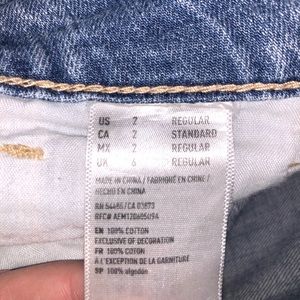 US 2 REGULAR
CA 2 STANDARD
MX 2 REGULAR
UK 6 REGULAR
MADE IN CHINA / FABRIQUÉ EN CHINE /
HECHO EN CHINA
RN 54485/CA 03673
EN 100% COTTON
EXCLUSIVE OF DECORATION
FR 100% COTON
À L'EXCEPTION DE LA GARNITURE
SP 100% algodón